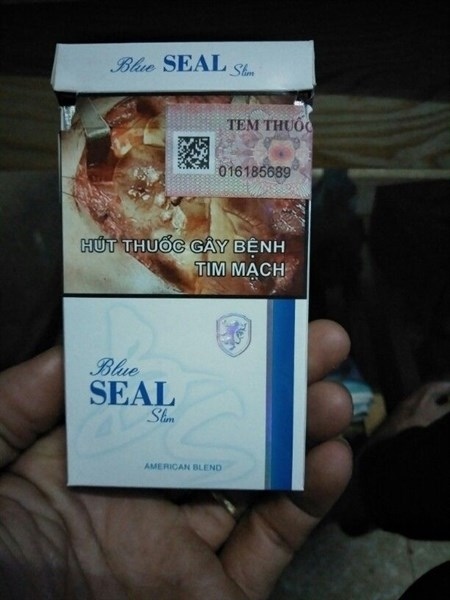 Blue SEAL Slim
TEM THUỐC
016185689
HÚT THUỐC GÂY BỆNH
TIM MẠCH
Blue
SEAL
Slim
AMERICAN BLEND